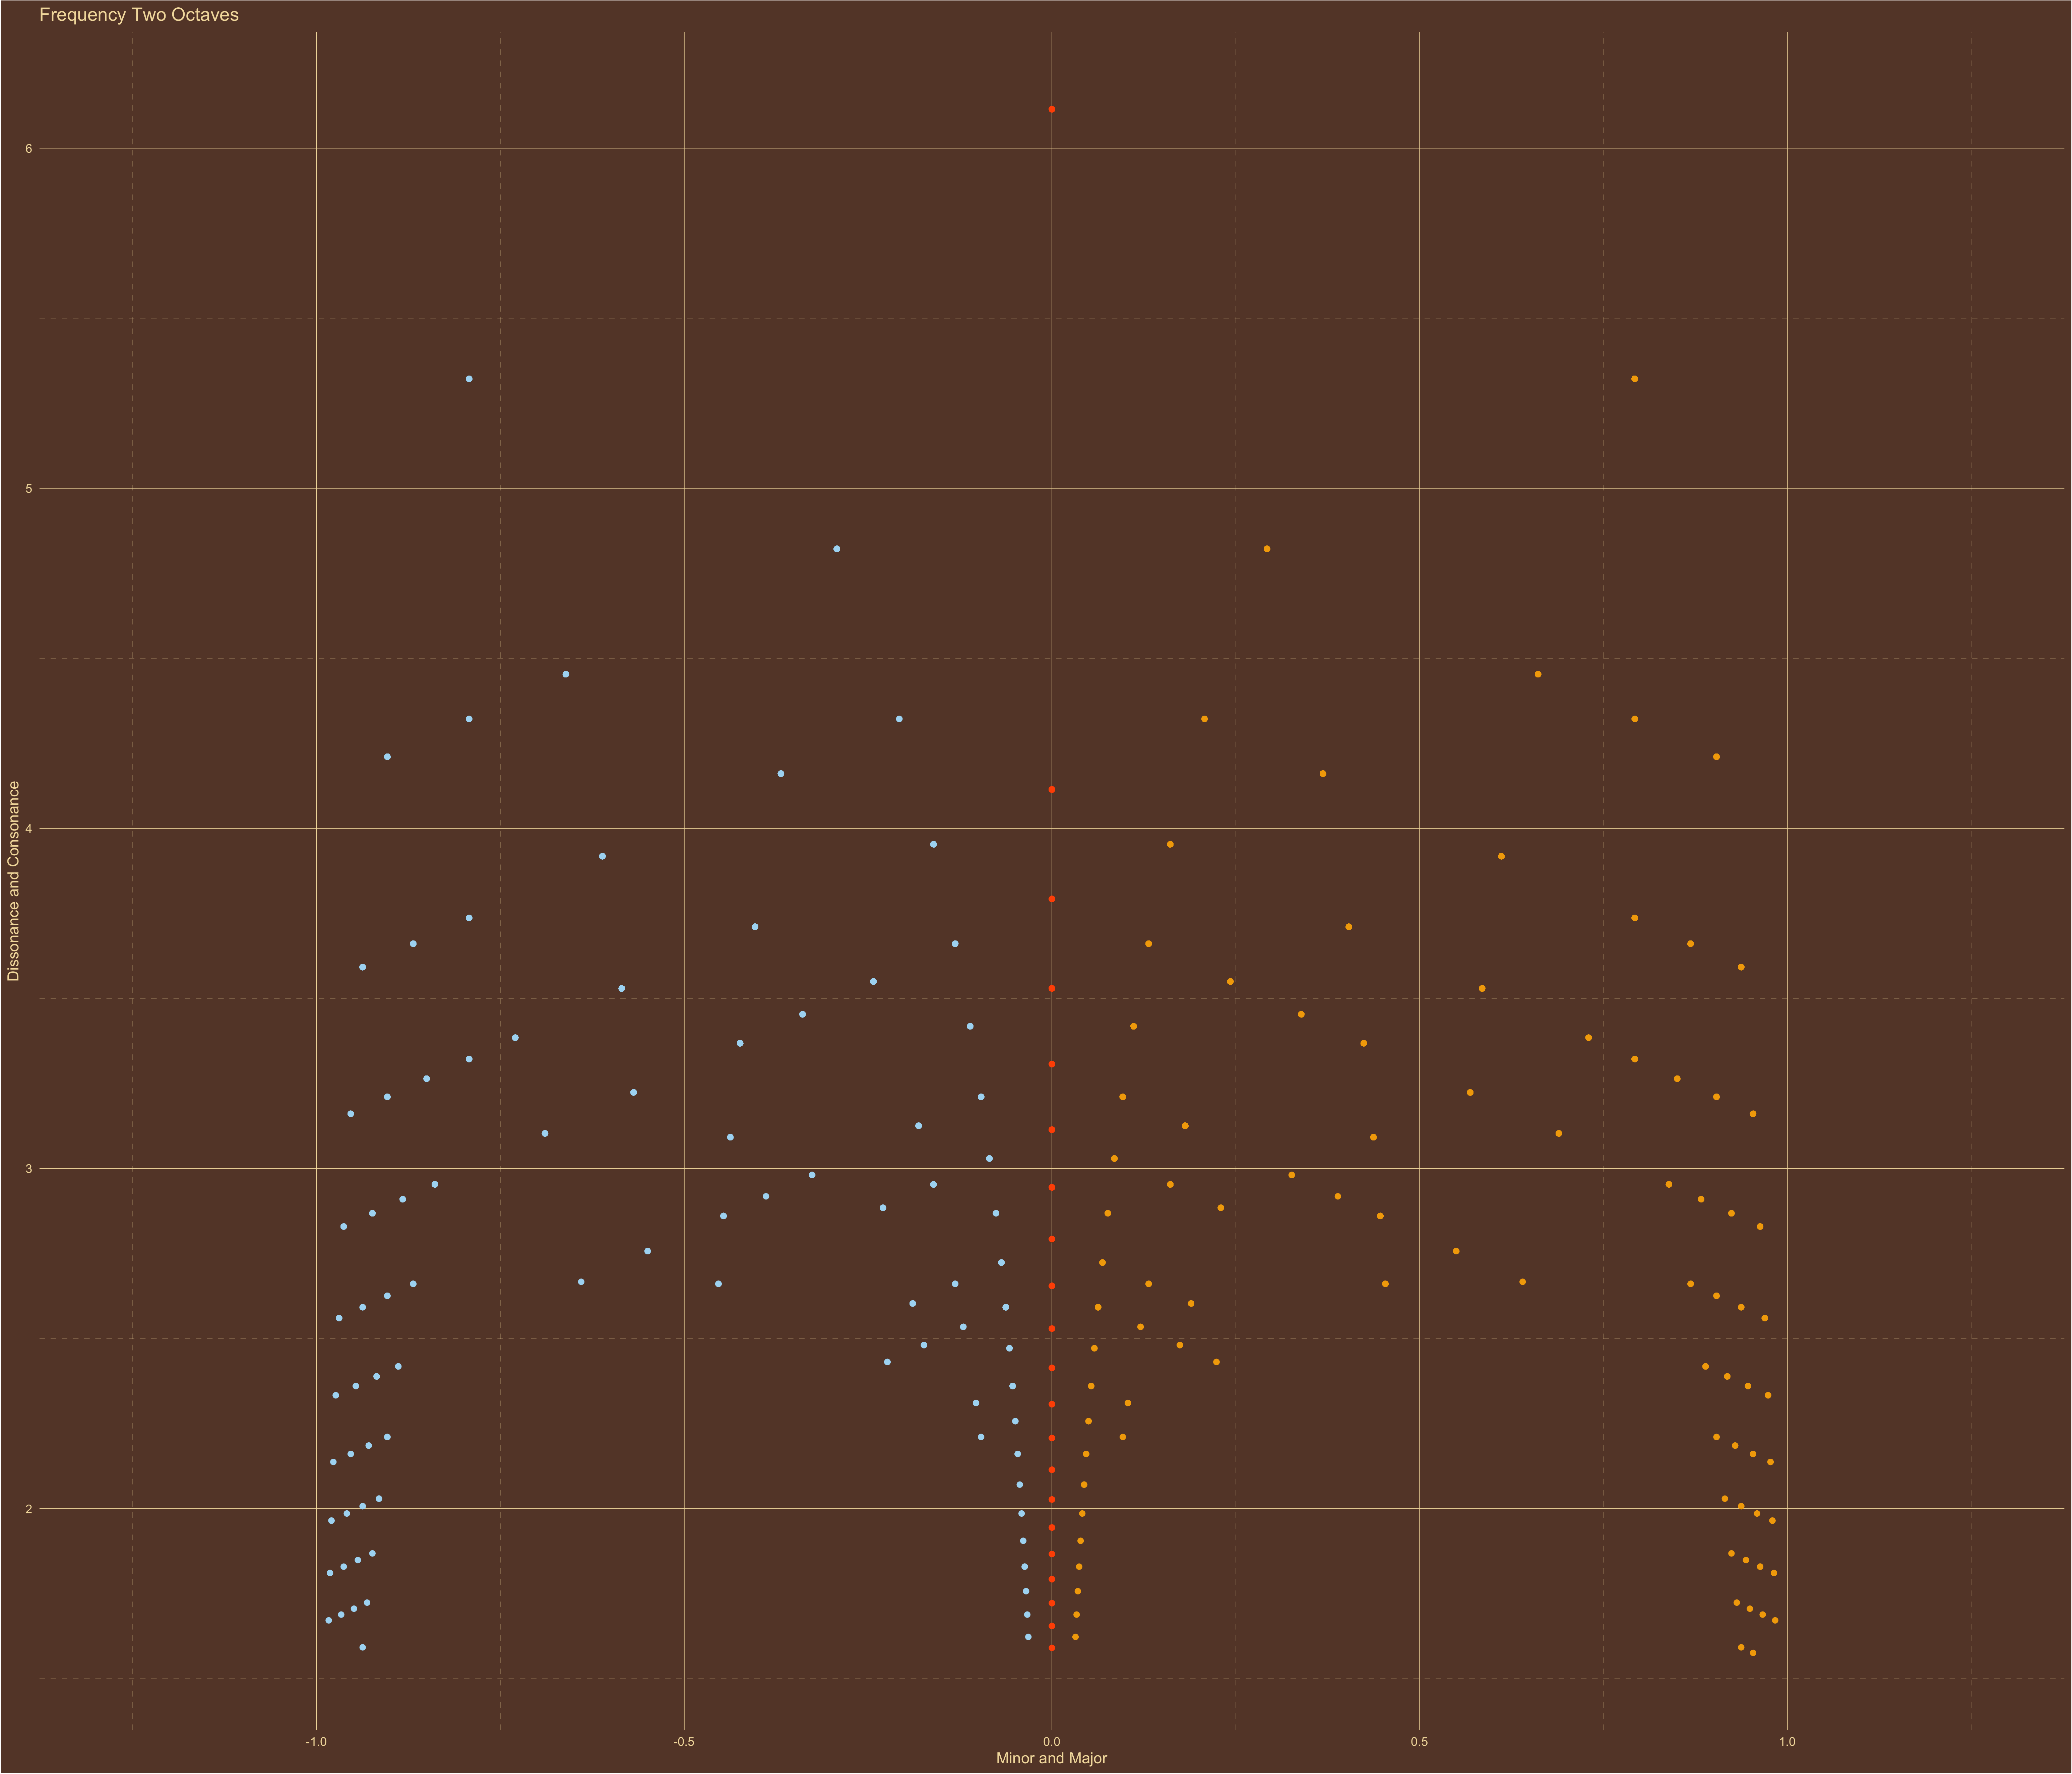 Frequency Two Octaves
6
5
4
3
2
Dissonance and Consonance
-1.0 -0.5 0.0 0.5 1.0
Minor and Major